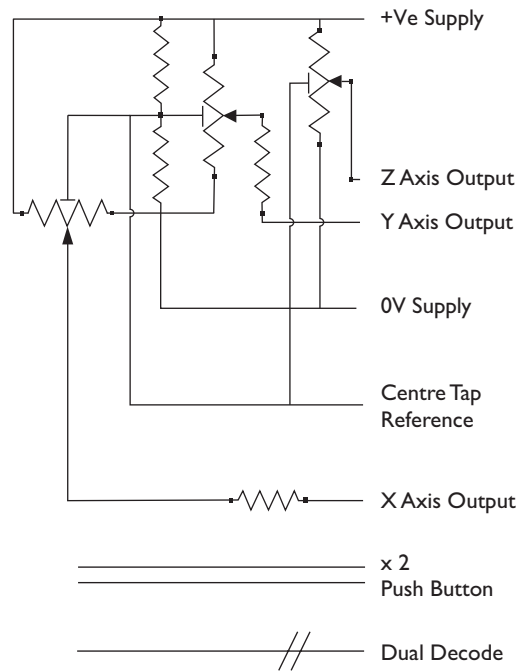 +Ve Supply
Z Axis Output
Y Axis Output
0V Supply
Centre Tap
Reference
X Axis Output
x 2
Push Button
Dual Decode